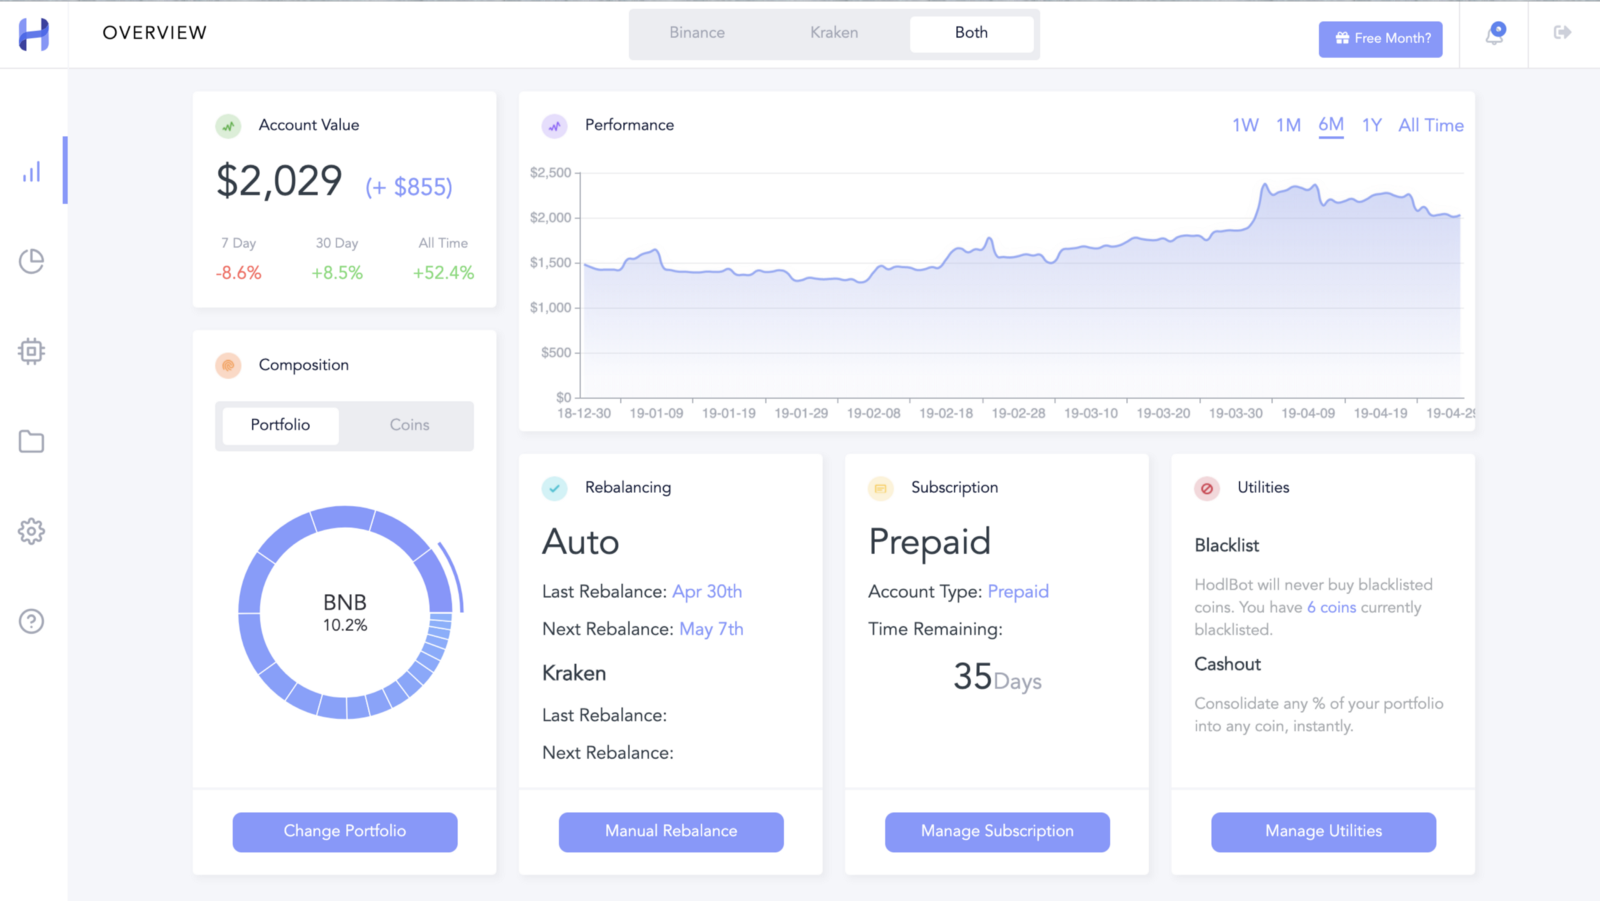 OVERVIEW
Binance
Kraken
Both
Free Month?
Account Value
$2,029 (+ $855)
7 Day 30 Day All Time
-8.6% +8.5% +52.4%
Performance
1W 1M 6M 1Y All Time
$2,500
$2,000
$1,500
$1,000
$500
$0
18-12-30 19-01-09 19-01-19 19-01-29 19-02-08 19-02-18 19-02-28 19-03-10 19-03-20 19-03-30 19-04-09 19-04-19 19-04-29
Composition
Portfolio Coins
BNB
10.2%
Change Portfolio
Rebalancing
Auto
Last Rebalance: Apr 30th
Next Rebalance: May 7th
Kraken
Last Rebalance:
Next Rebalance:
Manual Rebalance
Subscription
Prepaid
Account Type: Prepaid
Time Remaining:
35Days
Manage Subscription
Utilities
Blacklist
HodlBot will never buy blacklisted
coins. You have 6 coins currently
blacklisted.
Cashout
Consolidate any % of your portfolio
into any coin, instantly.
Manage Utilities